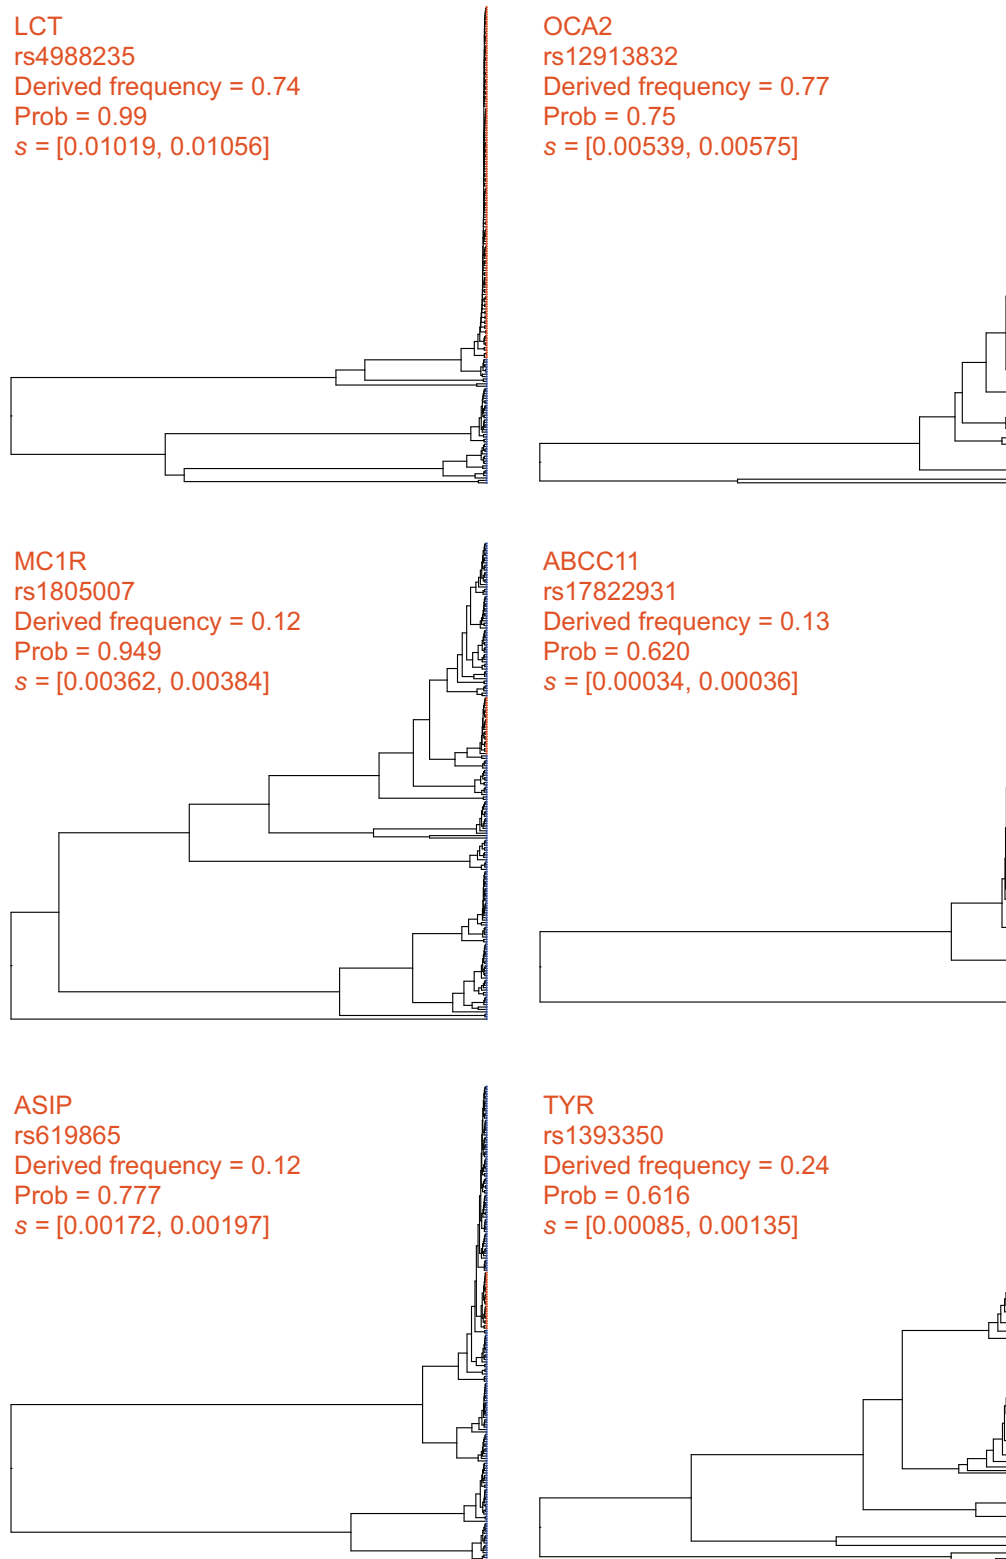 LCT
rs4988235
Derived frequency = 0.74
Prob = 0.99
s = [0.01019, 0.01056]
OCA2
rs12913832
Derived frequency = 0.77
Prob = 0.75
s = [0.00539, 0.00575]
MC1R
rs1805007
Derived frequency = 0.12
Prob = 0.949
s = [0.00362, 0.00384]
ABCC11
rs17822931
Derived frequency = 0.13
Prob = 0.620
s = [0.00034, 0.00036]
ASIP
rs619865
Derived frequency = 0.12
Prob = 0.777
s = [0.00172, 0.00197]
TYR
rs1393350
Derived frequency = 0.24
Prob = 0.616
s = [0.00085, 0.00135]